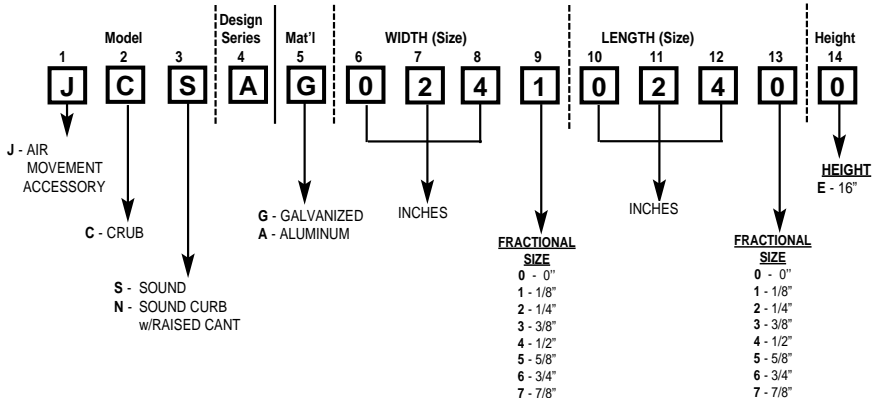 Model
Design Series
Mat'l
WIDTH (Size)
LENGTH (Size)
Height
1 2 3 4 5 6 7 8 9 10 11 12 13 14
J C S A G 0 2 4 1 0 2 4 0 0
J - AIR
MOVEMENT
ACCESSORY
C - CRUB
S - SOUND
N - SOUND CURB
w/RAISED CANT
G - GALVANIZED
A - ALUMINUM
INCHES
FRACTIONAL
SIZE
0 - 0"
1 - 1/8"
2 - 1/4"
3 - 3/8"
4 - 1/2"
5 - 5/8"
6 - 3/4"
7 - 7/8"
INCHES
FRACTIONAL
SIZE
0 - 0"
1 - 1/8"
2 - 1/4"
3 - 3/8"
4 - 1/2"
5 - 5/8"
6 - 3/4"
7 - 7/8"
HEIGHT
E - 16"